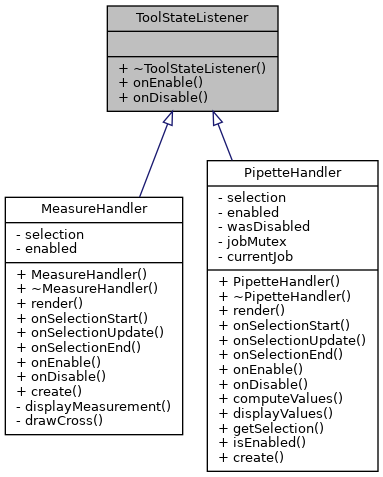 ToolStateListener
+ ~ToolStateListener()
+ onEnable()
+ onDisable()
MeasureHandler
- selection
- enabled
+ MeasureHandler()
+ ~MeasureHandler()
+ render()
+ onSelectionStart()
+ onSelectionUpdate()
+ onSelectionEnd()
+ onEnable()
+ onDisable()
+ create()
- displayMeasurement()
- drawCross()
PipetteHandler
- selection
- enabled
- wasDisabled
- jobMutex
- currentJob
+ PipetteHandler()
+ ~PipetteHandler()
+ render()
+ onSelectionStart()
+ onSelectionUpdate()
+ onSelectionEnd()
+ onEnable()
+ onDisable()
+ computeValues()
+ displayValues()
+ getSelection()
+ isEnabled()
+ create()